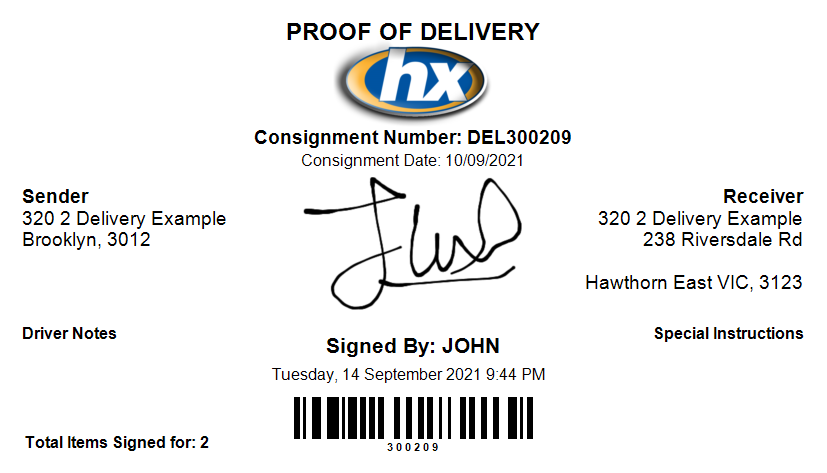 PROOF OF DELIVERY
hx
Consignment Number: DEL300209
Consignment Date: 10/09/2021
Sender
320 2 Delivery Example
Brooklyn, 3012
Receiver
320 2 Delivery Example
238 Riversdale Rd
Hawthorn East VIC, 3123
Driver Notes
Special Instructions
Signed By: JOHN
Tuesday, 14 September 2021 9:44 PM
300209
Total Items Signed for: 2